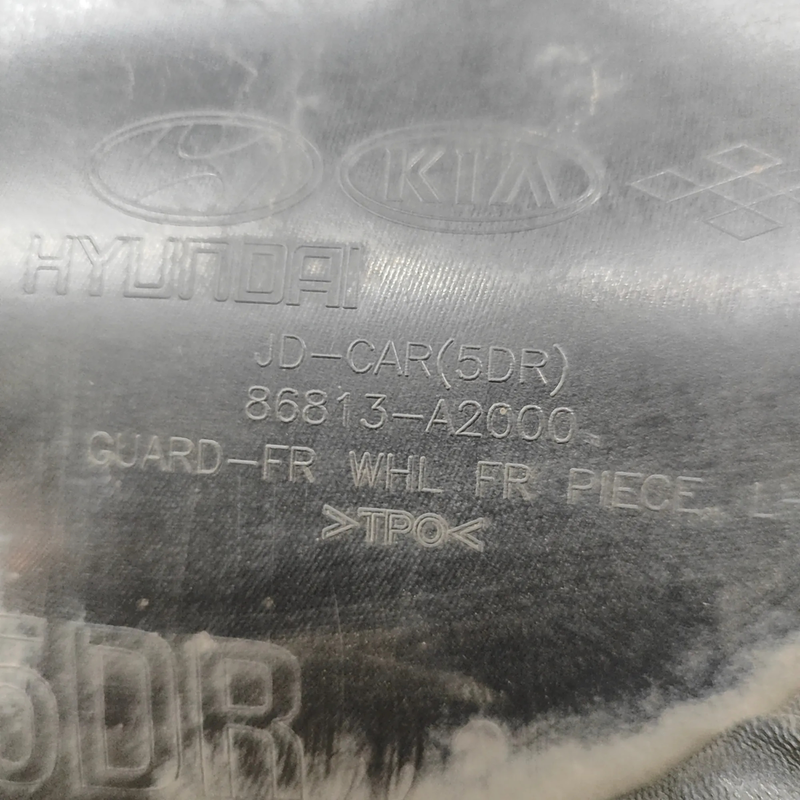 KIA
HYUNDAI
JD-CAR(5DR)
86813-A2000
GUARD-FR WHL FR PIECE, L-
>TPO<
5DR